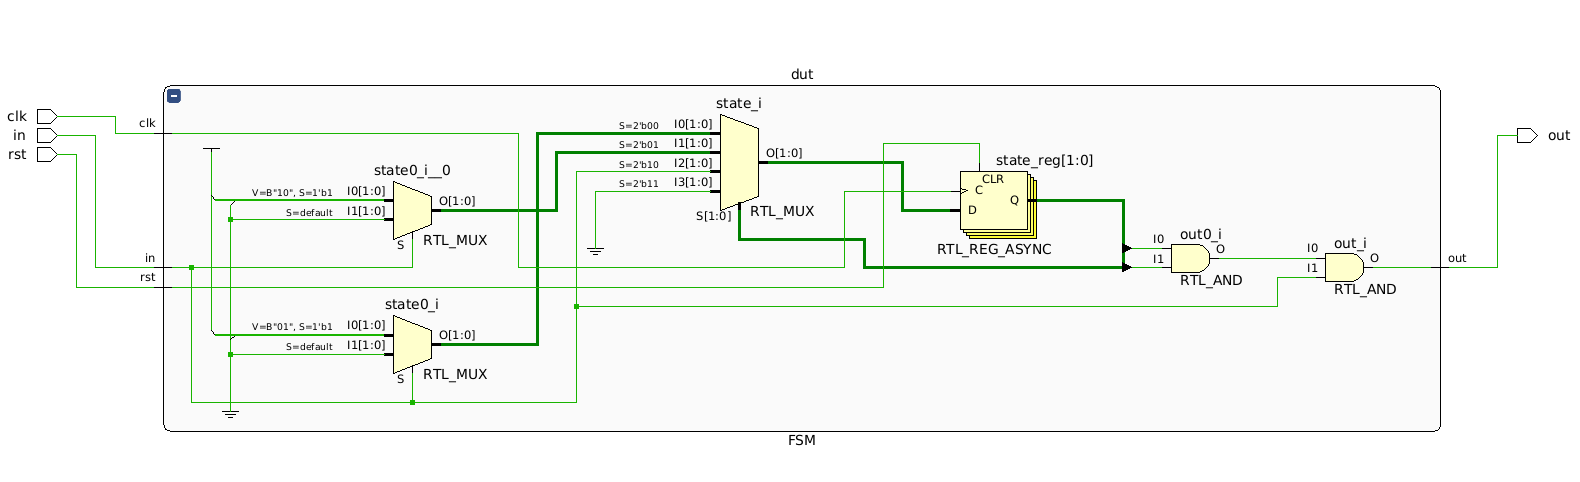 dut
clk
in
rst
clk
in
rst
state0_i__0
V=B"10", S=1'b1 I0[1:0]
S=default I1[1:0]
S
O[1:0]
RTL_MUX
state0_i
V=B"01", S=1'b1 I0[1:0]
S=default I1[1:0]
S
O[1:0]
RTL_MUX
state_i
S=2'b00 I0[1:0]
S=2'b01 I1[1:0]
S=2'b10 I2[1:0]
S=2'b11 I3[1:0]
S[1:0]
O[1:0]
RTL_MUX
state_reg[1:0]
CLR
C
D
Q
RTL_REG_ASYNC
out0_i
I0
I1
O
RTL_AND
out_i
I0
I1
O
RTL_AND
out
out
FSM